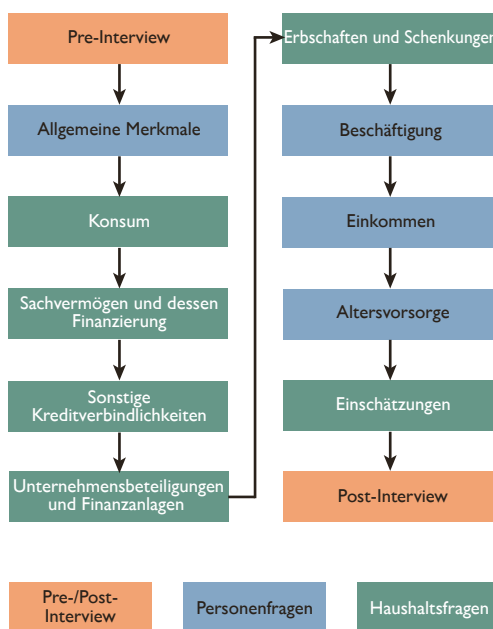 Pre-Interview
Allgemeine Merkmale
Konsum
Sachvermögen und dessen
Finanzierung
Sonstige
Kreditverbindlichkeiten
Unternehmensbeteiligungen
und Finanzanlagen
Erbschaften und Schenkungen
Beschäftigung
Einkommen
Altersvorsorge
Einschätzungen
Post-Interview
Pre-/Post-
Interview
Personenfragen
Haushaltsfragen